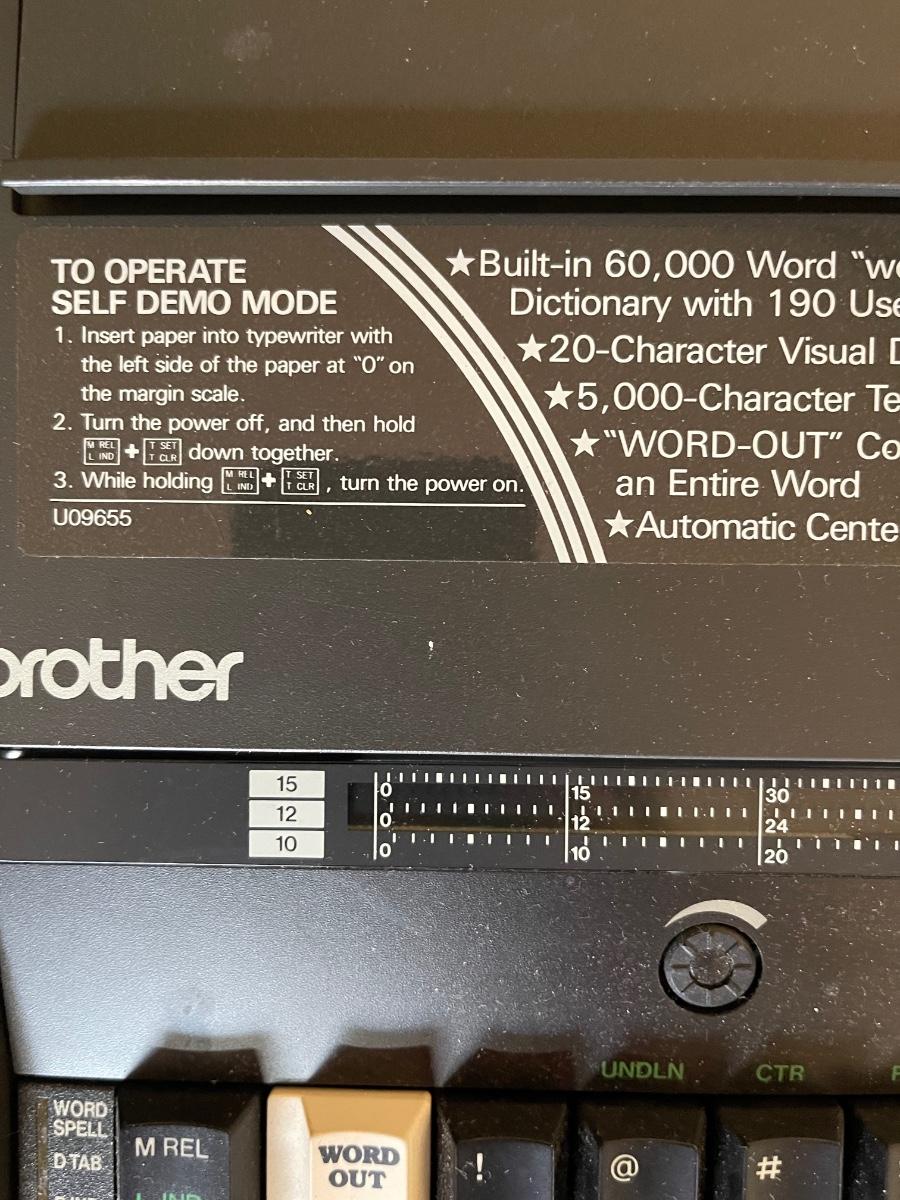 TO OPERATE
SELF DEMO MODE
1. Insert paper into typewriter with
the left side of the paper at "0" on
the margin scale.
2. Turn the power off, and then hold
M REL
L IND + T SET
T CLR down together.
3. While holding M REL
L IND + T SET
T CLR , turn the power on.
U09655
★Built-in 60,000 Word
Dictionary with 190
★20-Character Visual
★5,000-Character
★"WORD-OUT"
an Entire Word
★Automatic
brother
15 0 15 30
12 0 12 24
10 0 10 20
UNDLN CTR
WORD
SPELL
D TAB
M REL
L IND
WORD
OUT
!
@
#